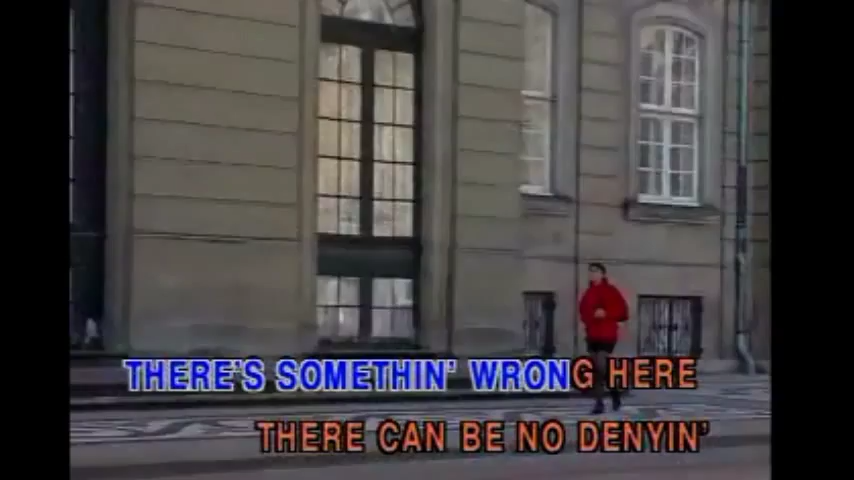 THERE'S SOMETHIN' WRONG HERE
THERE CAN BE NO DENYIN'